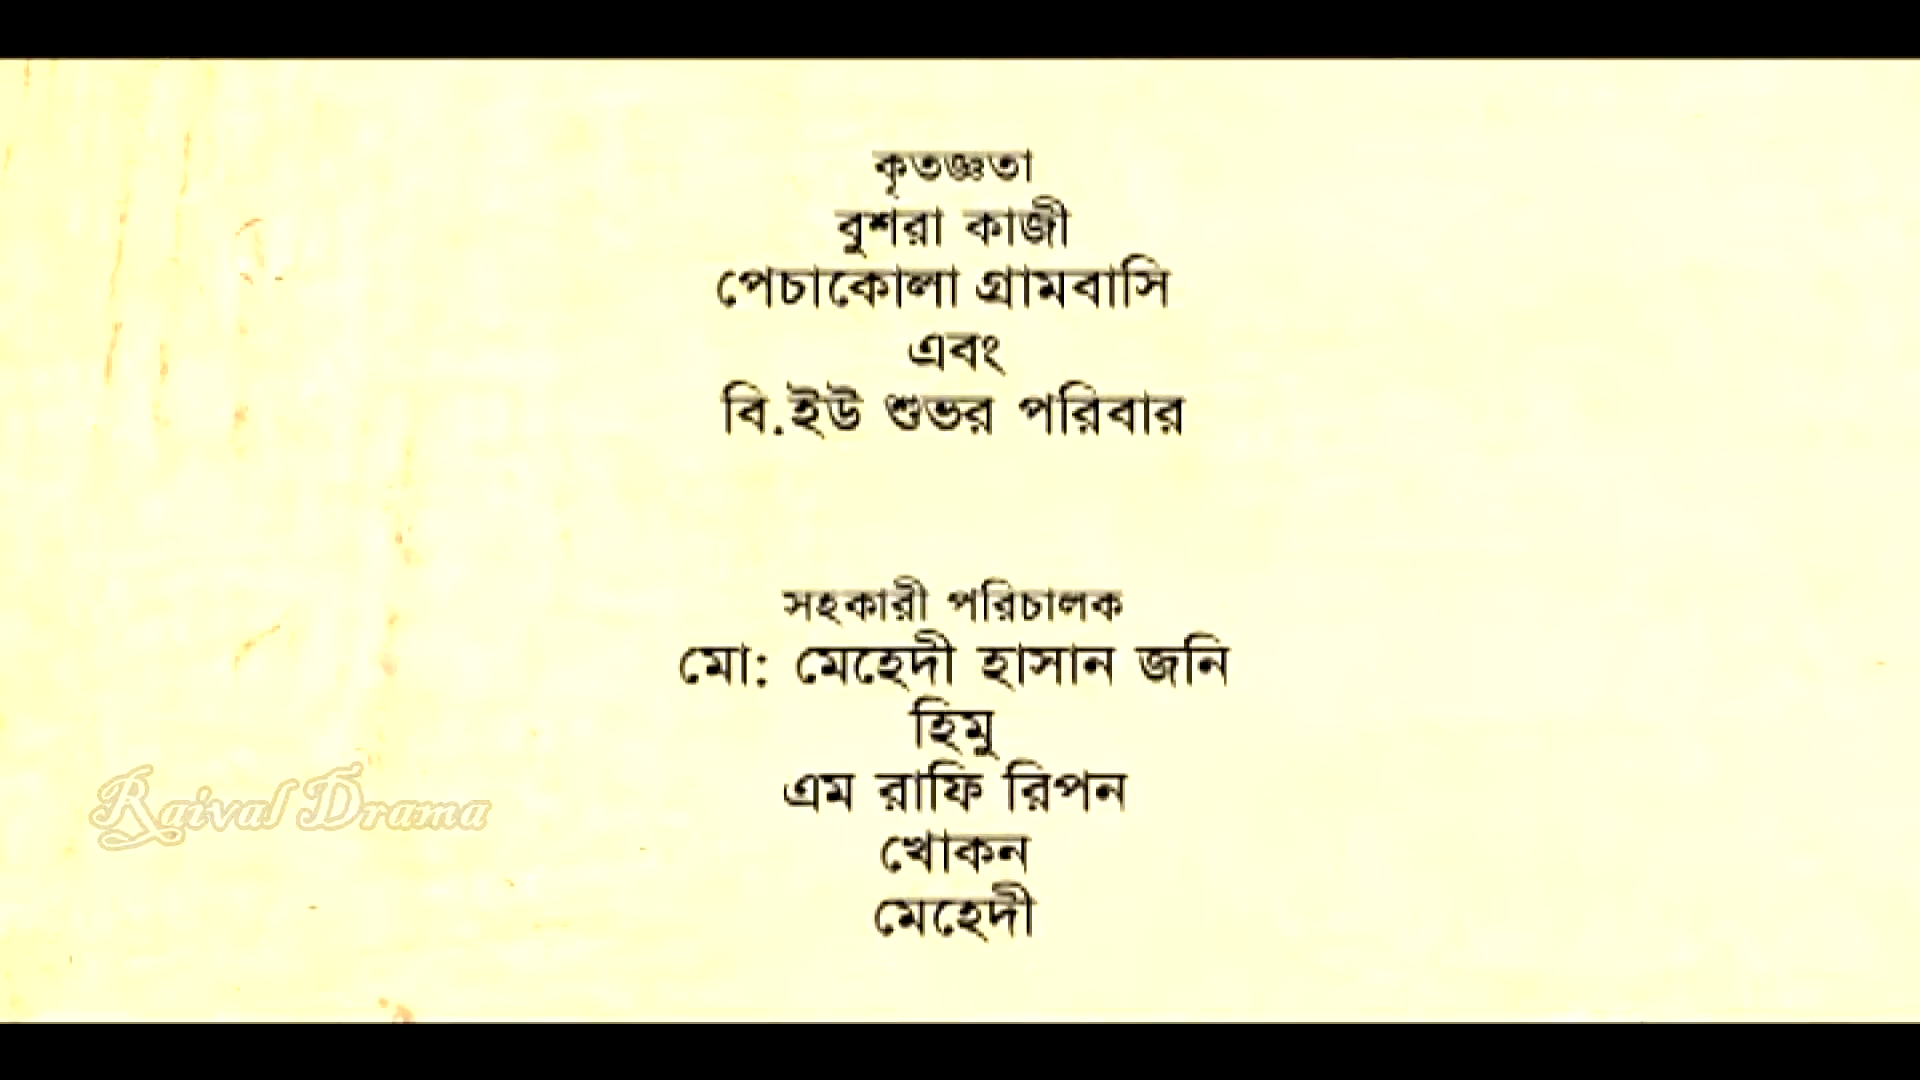 কৃতজ্ঞতা
বুশরা কাজী
পেচাকোলা গ্রামবাসি
এবং
বি.ইউ শুভর পরিবার
সহকারী পরিচালক
মো: মেহেদী হাসান জনি
হিমু
এম রাফি রিপন
খোকন
মেহেদী
Raival Drama